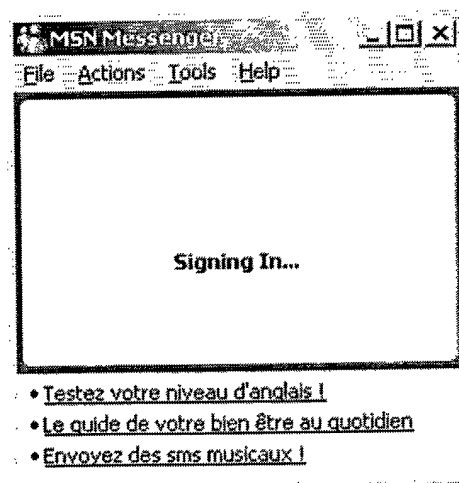 MSN Messenger
File Actions Tools Help
Signing In...
• Testez votre niveau d'anglais !
• Le guide de votre bien être au quotidien
• Envoyez des sms musicaux !